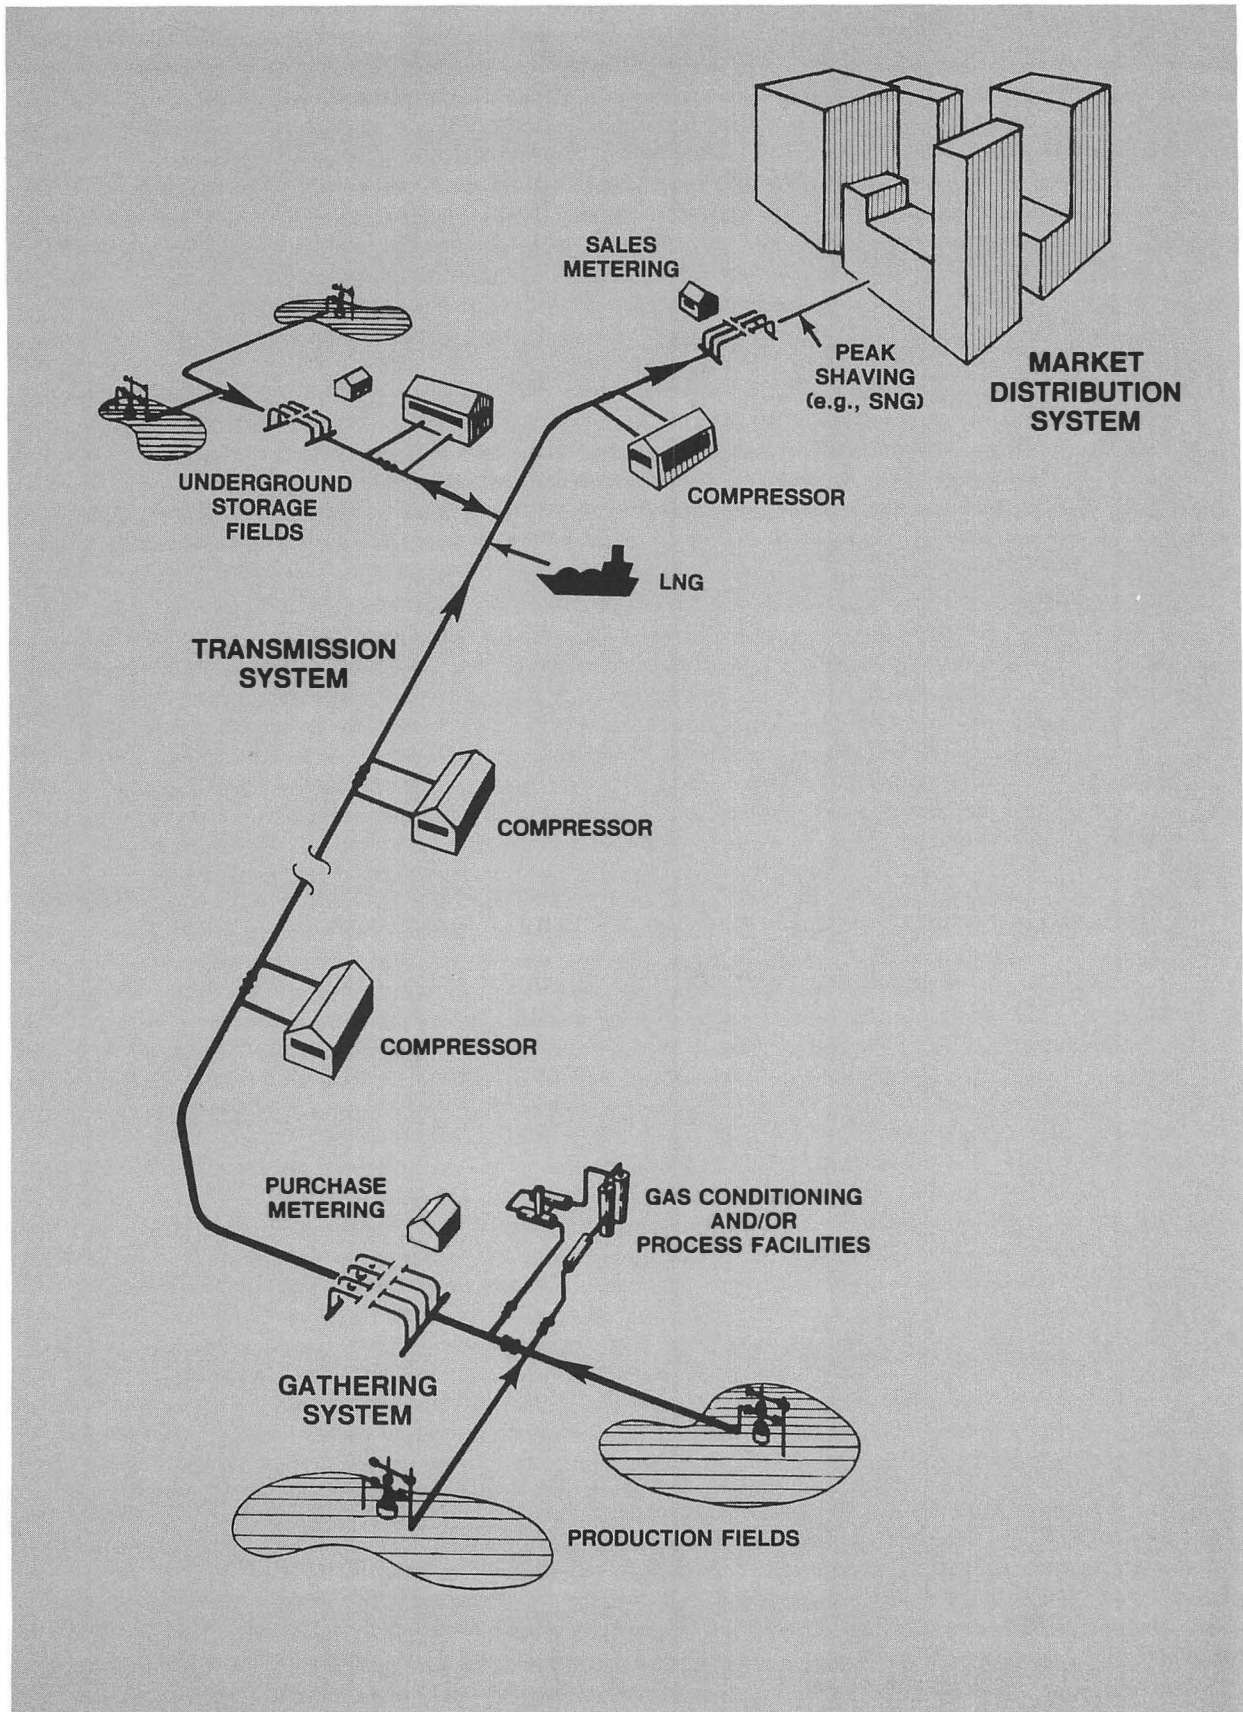 SALES
METERING
PEAK
SHAVING
(e.g., SNG)
MARKET
DISTRIBUTION
SYSTEM
UNDERGROUND
STORAGE
FIELDS
COMPRESSOR
LNG
TRANSMISSION
SYSTEM
COMPRESSOR
COMPRESSOR
PURCHASE
METERING
GAS CONDITIONING
AND/OR
PROCESS FACILITIES
GATHERING
SYSTEM
PRODUCTION FIELDS